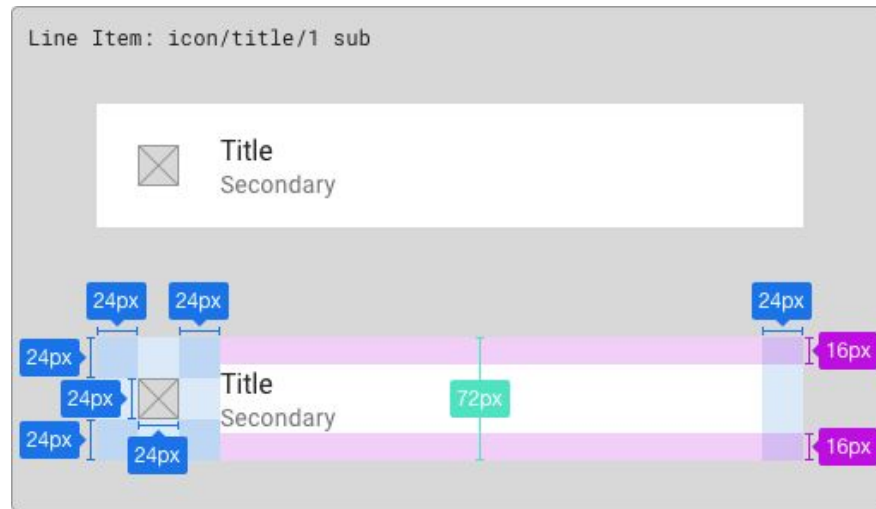 Line Item: icon/title/1 sub
Title
Secondary
24px 24px 24px
24px 16px
Title
24px 72px
Secondary
24px 16px
24px